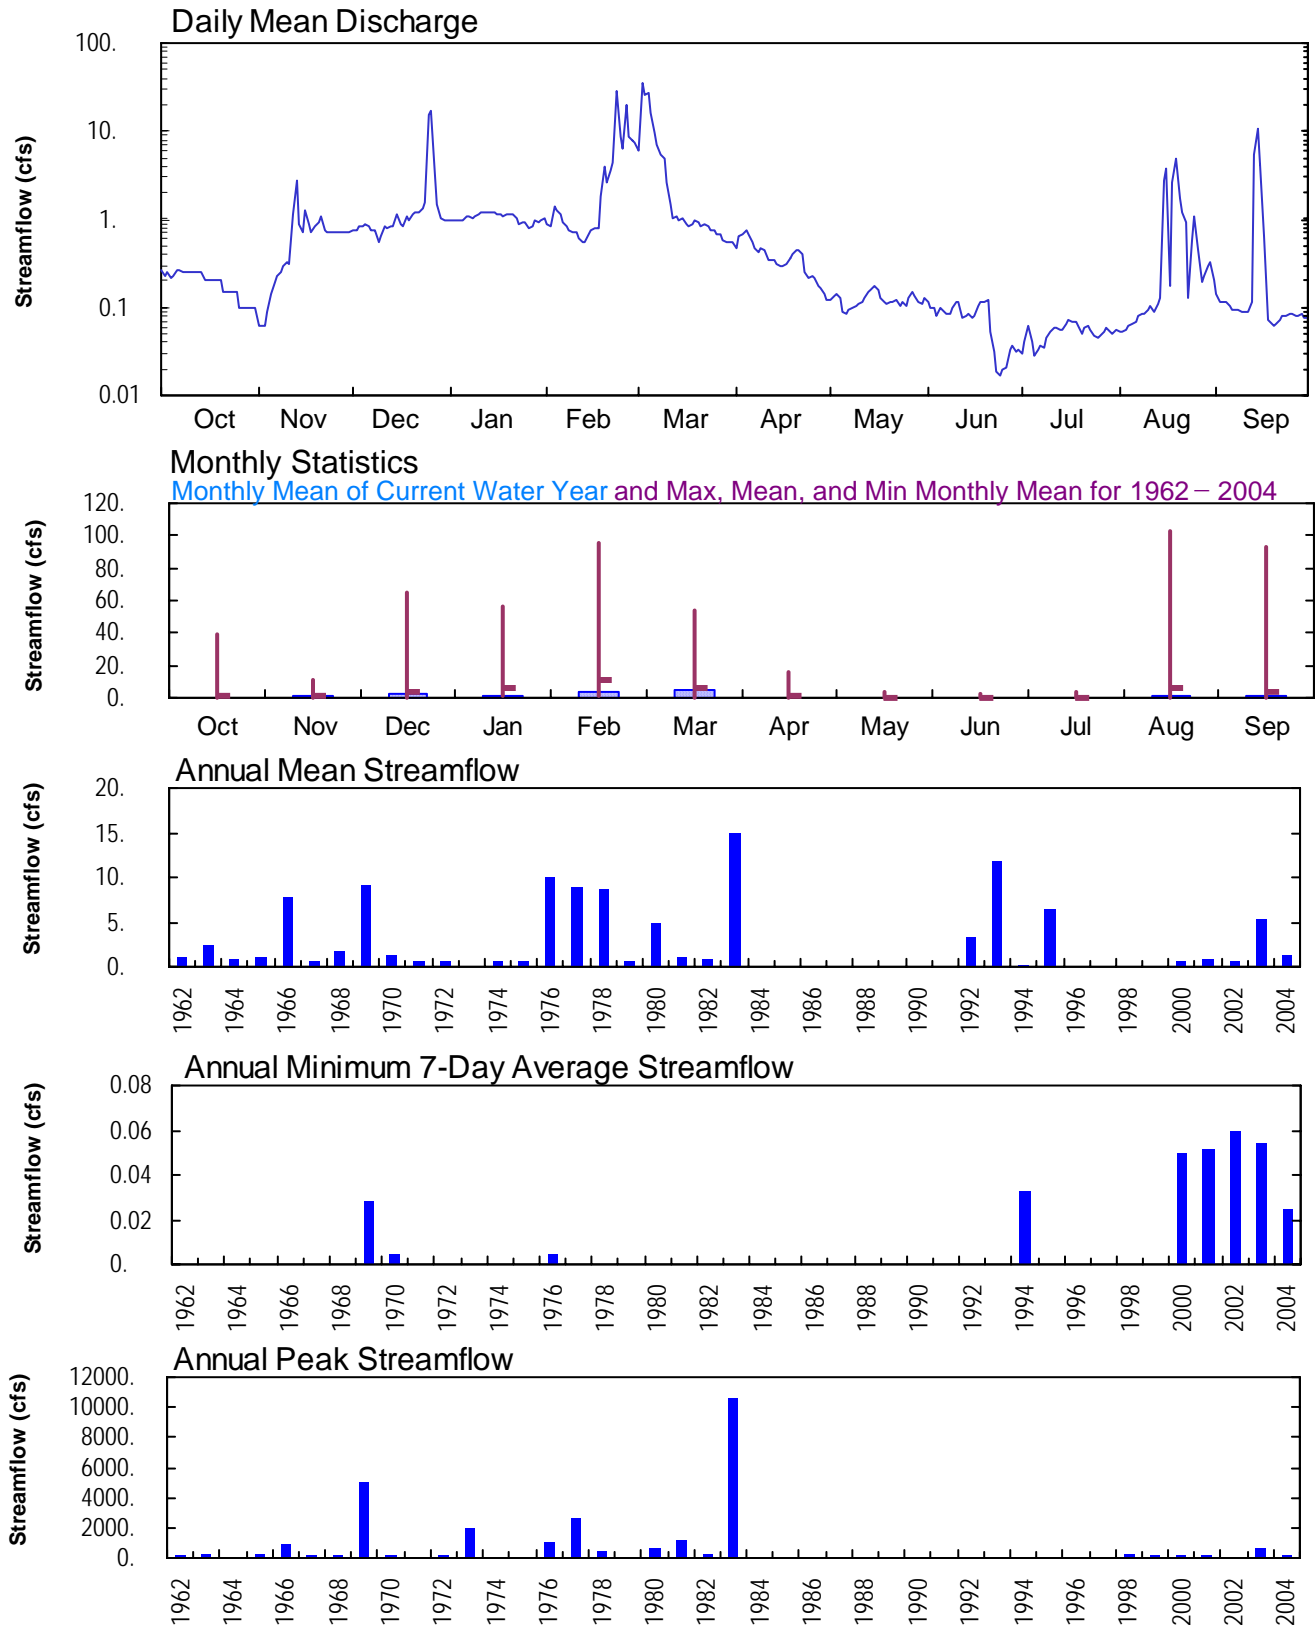 Daily Mean Discharge
Streamflow (cfs)
100.
10.
1.
0.1
0.01
Oct Nov Dec Jan Feb Mar Apr May Jun Jul Aug Sep
Monthly Statistics
Monthly Mean of Current Water Year and Max, Mean, and Min Monthly Mean for 1962 – 2004
Streamflow (cfs)
120.
100.
80.
60.
40.
20.
0.
Oct Nov Dec Jan Feb Mar Apr May Jun Jul Aug Sep
Annual Mean Streamflow
Streamflow (cfs)
20.
15.
10.
5.
0.
1962 1964 1966 1968 1970 1972 1974 1976 1978 1980 1982 1984 1986 1988 1990 1992 1994 1996 1998 2000 2002 2004
Annual Minimum 7-Day Average Streamflow
Streamflow (cfs)
0.08
0.06
0.04
0.02
0.
1962 1964 1966 1968 1970 1972 1974 1976 1978 1980 1982 1984 1986 1988 1990 1992 1994 1996 1998 2000 2002 2004
Annual Peak Streamflow
Streamflow (cfs)
12000.
10000.
8000.
6000.
4000.
2000.
0.
1962 1964 1966 1968 1970 1972 1974 1976 1978 1980 1982 1984 1986 1988 1990 1992 1994 1996 1998 2000 2002 2004